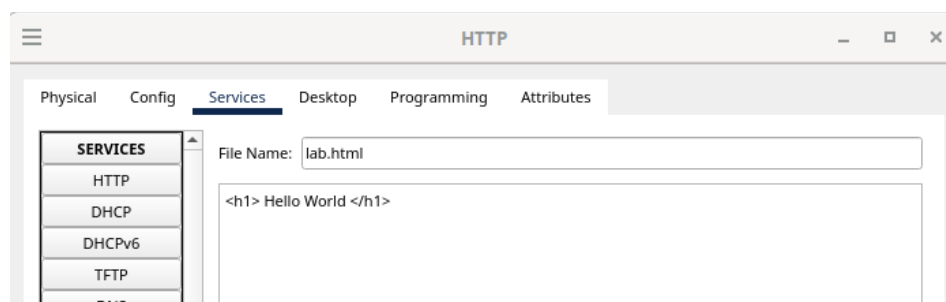 HTTP
Physical Config Services Desktop Programming Attributes
SERVICES
File Name: lab.html
HTTP
<h1> Hello World </h1>
DHCP
DHCPv6
TFTP